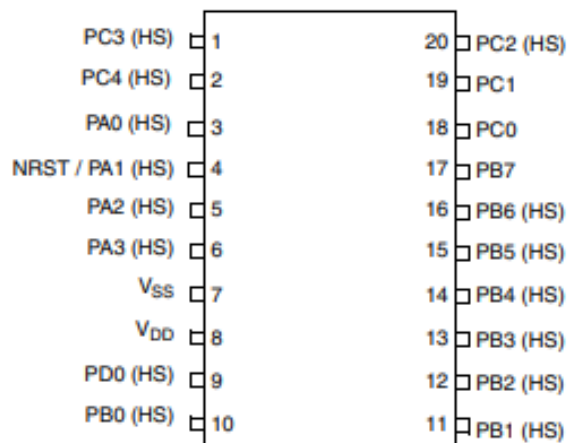 PC3 (HS) 1 20 PC2 (HS)
PC4 (HS) 2 19 PC1
PA0 (HS) 3 18 PC0
NRST / PA1 (HS) 4 17 PB7
PA2 (HS) 5 16 PB6 (HS)
PA3 (HS) 6 15 PB5 (HS)
VSS 7 14 PB4 (HS)
VDD 8 13 PB3 (HS)
PD0 (HS) 9 12 PB2 (HS)
PB0 (HS) 10 11 PB1 (HS)